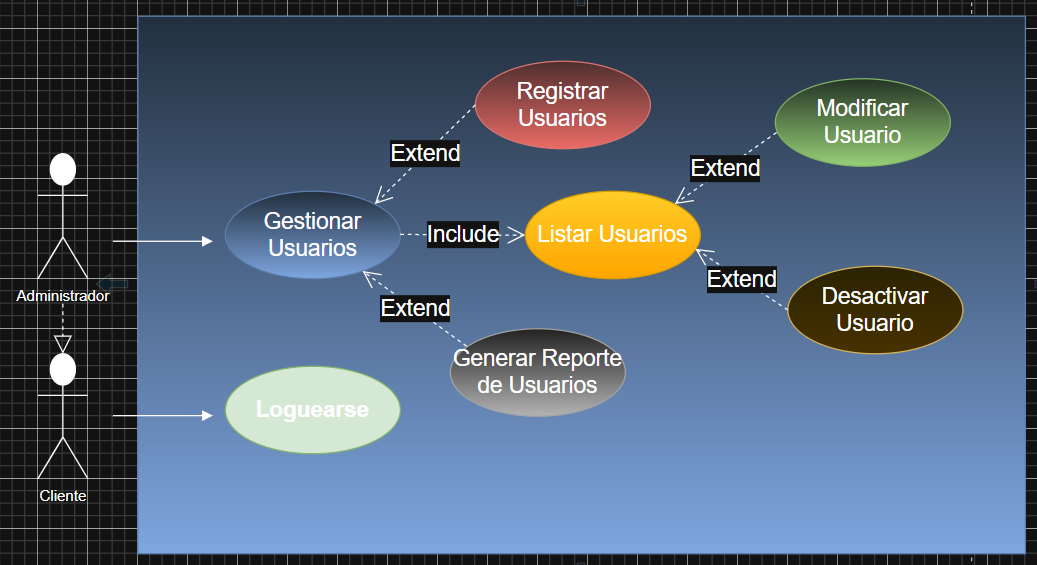 Registrar
Usuarios
Modificar
Usuario
Extend
Extend
Gestionar
Usuarios
Include
Listar Usuarios
Extend
Desactivar
Usuario
Administrador
Extend
Generar Reporte
de Usuarios
Loguearse
Cliente